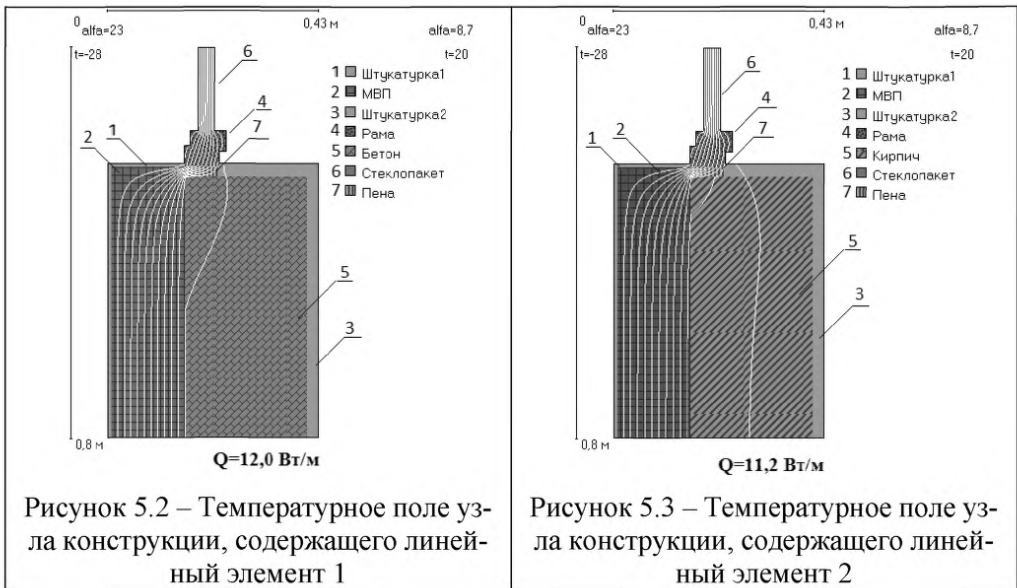 0
0,43 м
alfa=23
alfa=8,7
t=-28
t=20
6
4
7
1
2
1 Штукатурка1
2 МВП
3 Штукатурка2
4 Рама
5 Бетон
6 Стеклопакет
7 Пена
5
3
0,8 м
Q=12,0 Вт/м
Рисунок 5.2 – Температурное поле уз-
ла конструкции, содержащего линей-
ный элемент 1
0
0,43 м
alfa=23
alfa=8,7
t=-28
t=20
6
4
7
2
1
1 Штукатурка1
2 МВП
3 Штукатурка2
4 Рама
5 Кирпич
6 Стеклопакет
7 Пена
5
3
0,8 м
Q=11,2 Вт/м
Рисунок 5.3 – Температурное поле уз-
ла конструкции, содержащего линей-
ный элемент 2